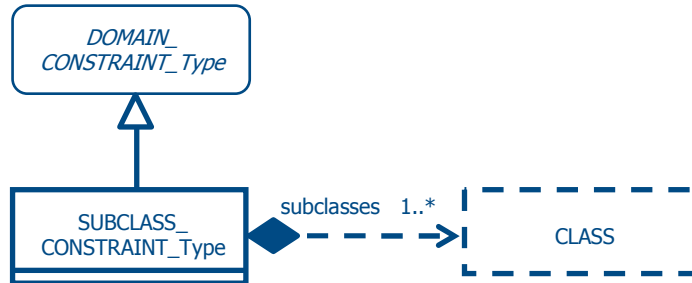 DOMAIN_
CONSTRAINT_Type
SUBCLASS_
CONSTRAINT_Type
subclasses 1..*
CLASS